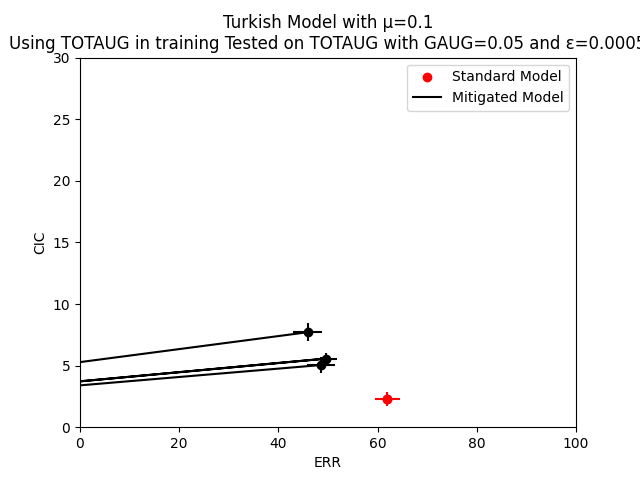 Turkish Model with μ=0.1
Using TOTAUG in training Tested on TOTAUG with GAUG=0.05 and ε=0.0005
30
25
20
15
10
5
0
CIC
Standard Model
Mitigated Model
0 20 40 60 80 100
ERR